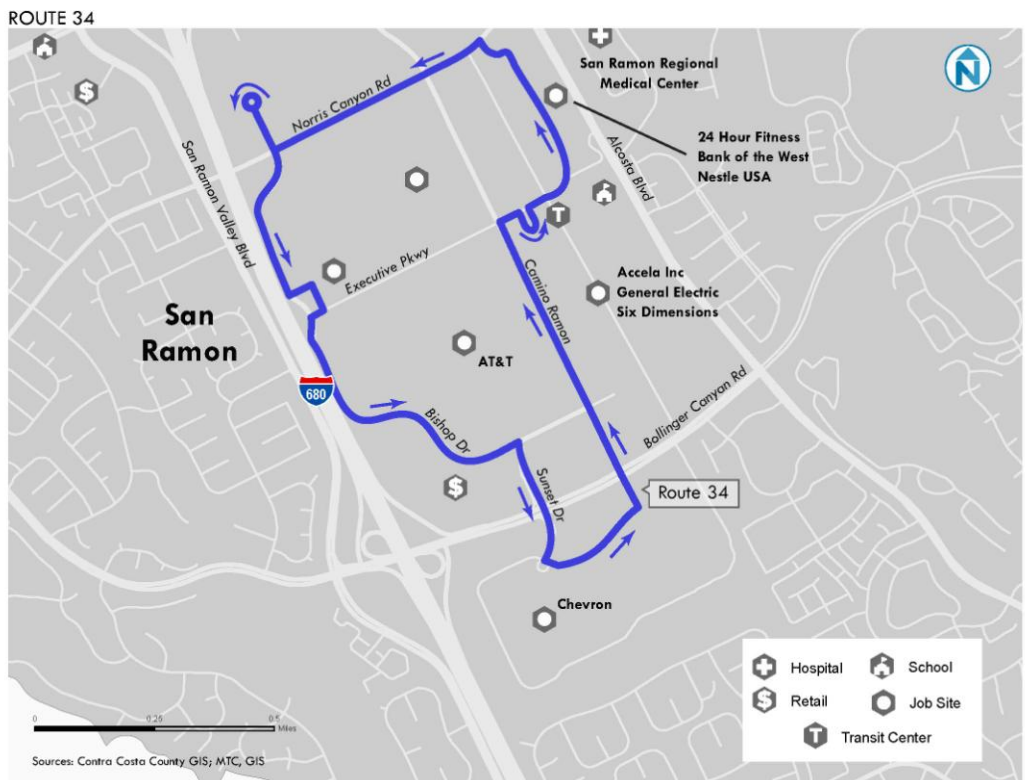 ROUTE 34
San Ramon Regional
Medical Center
N
24 Hour Fitness
Bank of the West
Nestle USA
Norris Canyon Rd
San Ramon Valley Blvd
Alcosta Blvd
T
Executive Pkwy
Camino Ramon
Accela Inc
General Electric
Six Dimensions
San
Ramon
AT&T
680
Bishop Dr
Bollinger Canyan Rd
$
Sunset Dr
Route 34
Chevron
Hospital
School
$ Retail
Job Site
T Transit Center
0 0.25 0.5
Miles
Sources: Contra Costa County GIS; MTC, GIS